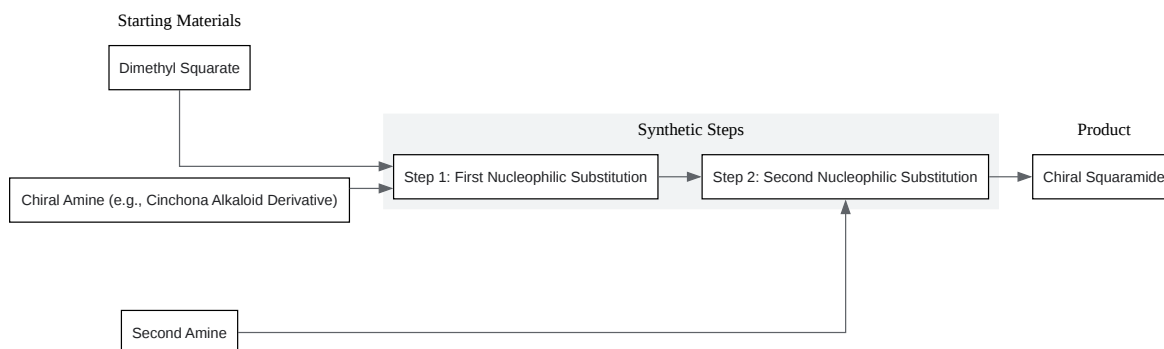 Starting Materials
Dimethyl Squarate
Synthetic Steps
Product
Step 1: First Nucleophilic Substitution
Step 2: Second Nucleophilic Substitution
Chiral Squaramide
Chiral Amine (e.g., Cinchona Alkaloid Derivative)
Second Amine